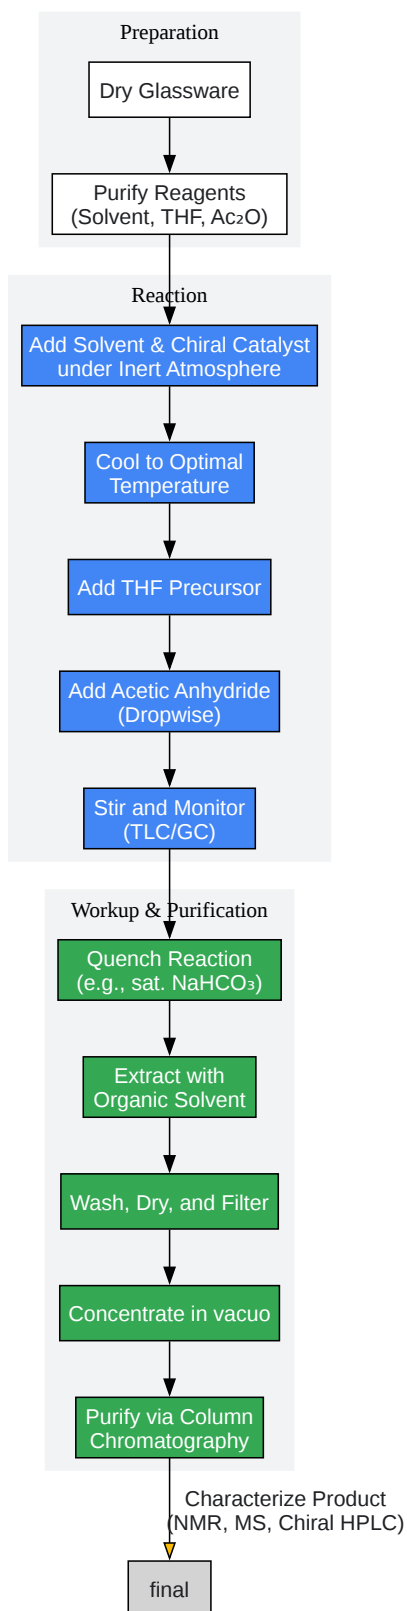 Preparation
Dry Glassware
Purify Reagents
(Solvent, THF, Ac₂O)
Reaction
Add Solvent & Chiral Catalyst
under Inert Atmosphere
Cool to Optimal
Temperature
Add THF Precursor
Add Acetic Anhydride
(Dropwise)
Stir and Monitor
(TLC/GC)
Workup & Purification
Quench Reaction
(e.g., sat. NaHCO₃)
Extract with
Organic Solvent
Wash, Dry, and Filter
Concentrate in vacuo
Purify via Column
Chromatography
Characterize Product
(NMR, MS, Chiral HPLC)
final